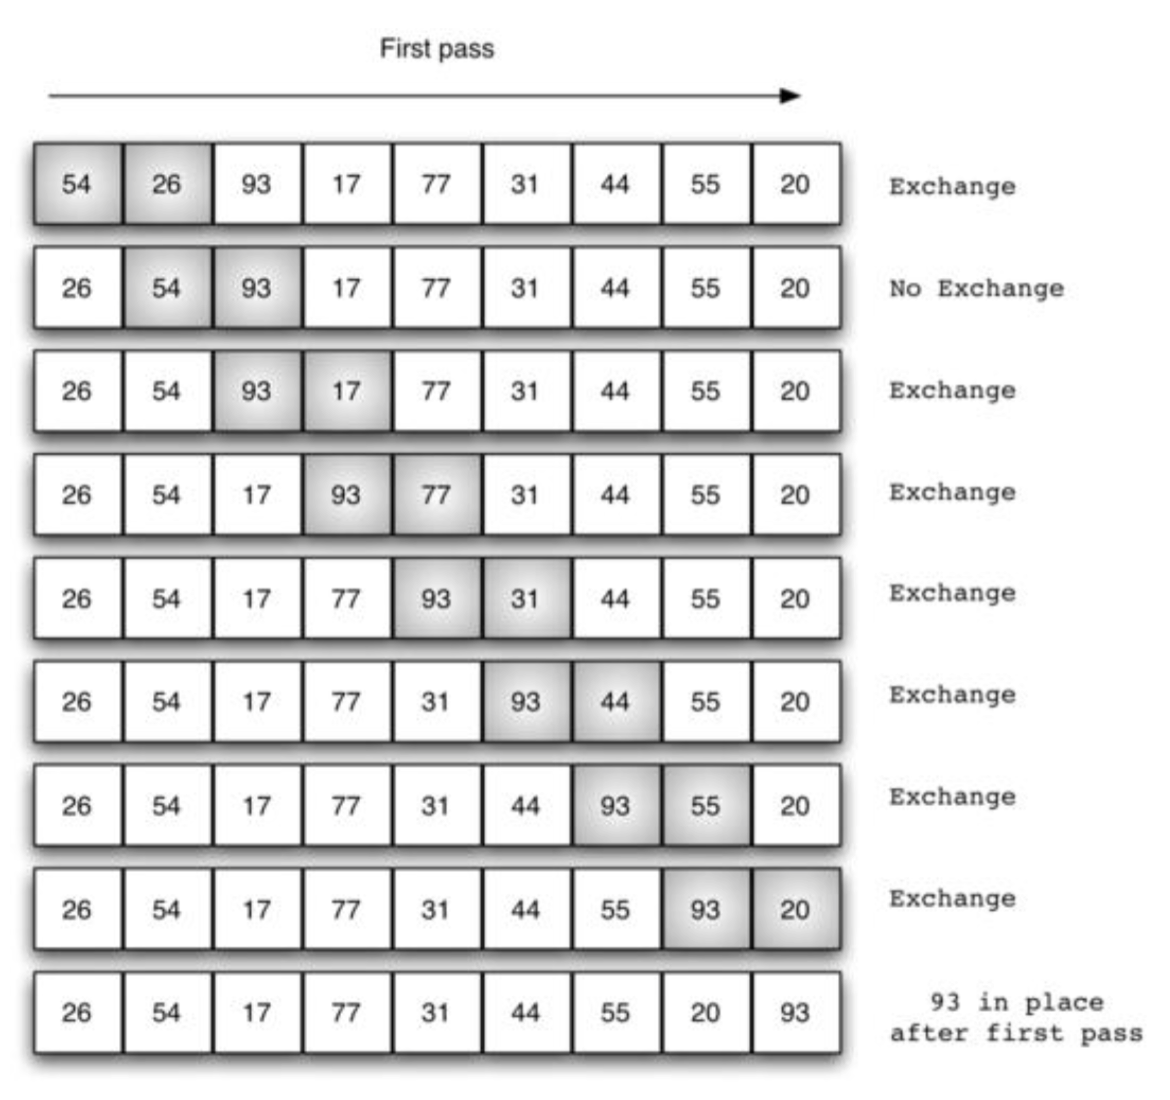 First pass
54 26 93 17 77 31 44 55 20 Exchange
26 54 93 17 77 31 44 55 20 No Exchange
26 54 93 17 77 31 44 55 20 Exchange
26 54 17 93 77 31 44 55 20 Exchange
26 54 17 77 93 31 44 55 20 Exchange
26 54 17 77 31 93 44 55 20 Exchange
26 54 17 77 31 44 93 55 20 Exchange
26 54 17 77 31 44 55 93 20 Exchange
26 54 17 77 31 44 55 20 93 93 in place
after first pass